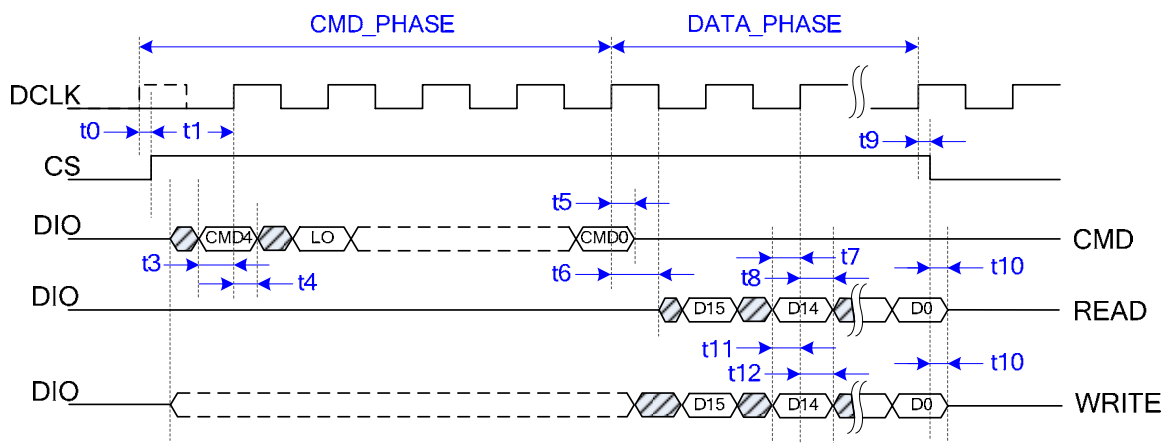 CMD_PHASE DATA_PHASE
DCLK
t0 t1 t9
CS
t5
DIO CMD4 LO CMD0 CMD
t3 t4 t6 t7 t8 t10
DIO D15 D14 D0 READ
t11 t12 t10
DIO D15 D14 D0 WRITE